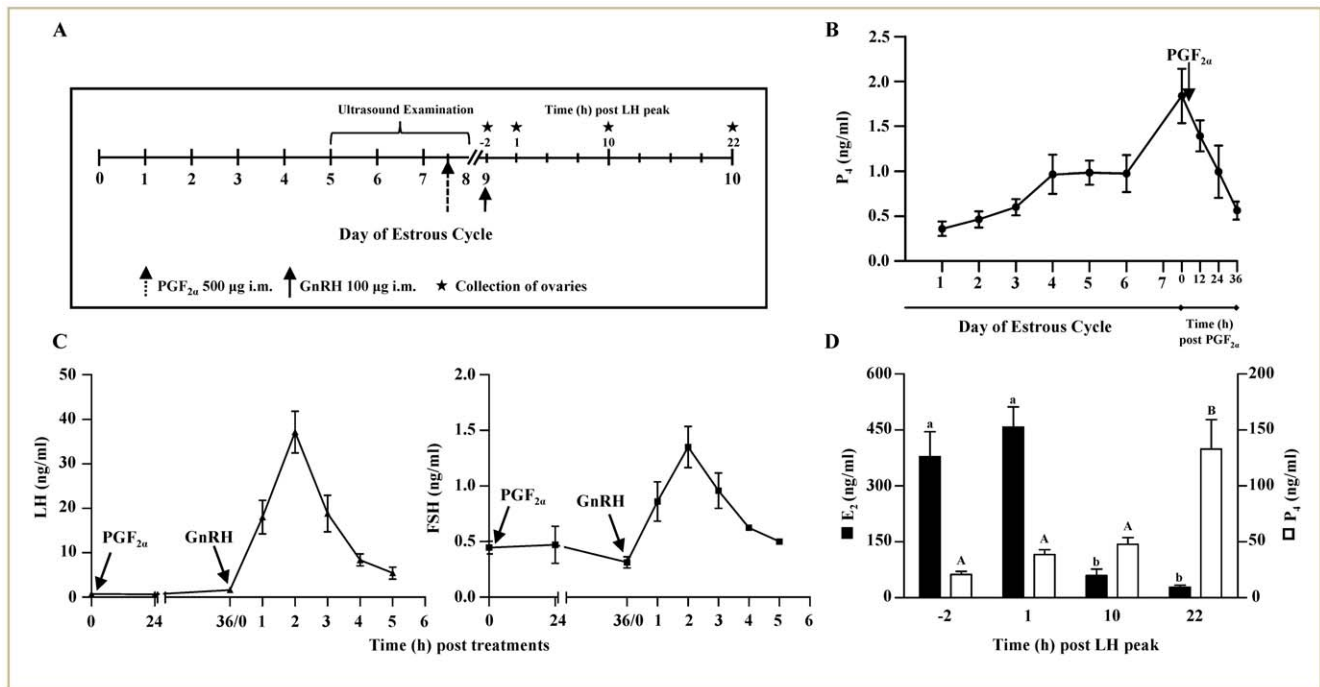 A
Ultrasound Examination
Time (h) post LH peak
-2 1 10 22
0 1 2 3 4 5 6 7 8 9 10
Day of Estrous Cycle
PGF2α 500 µg i.m. GnRH 100 µg i.m. ★ Collection of ovaries
B
P4 (ng/ml)
2.5
2.0
1.5
1.0
0.5
0.0
PGF2α
1 2 3 4 5 6 7 0 12 24 36
Day of Estrous Cycle
Time (h)
post PGF2α
C
LH (ng/ml)
50
40
30
20
10
0
PGF2α
GnRH
0 24 36/0 1 2 3 4 5 6
FSH (ng/ml)
2.0
1.5
1.0
0.5
0.0
PGF2α
GnRH
0 24 36/0 1 2 3 4 5 6
Time (h) post treatments
D
E2 (ng/ml)
600
450
300
150
0
a A a A b A b B
200
150
100
50
0
P4 (ng/ml)
-2 1 10 22
Time (h) post LH peak